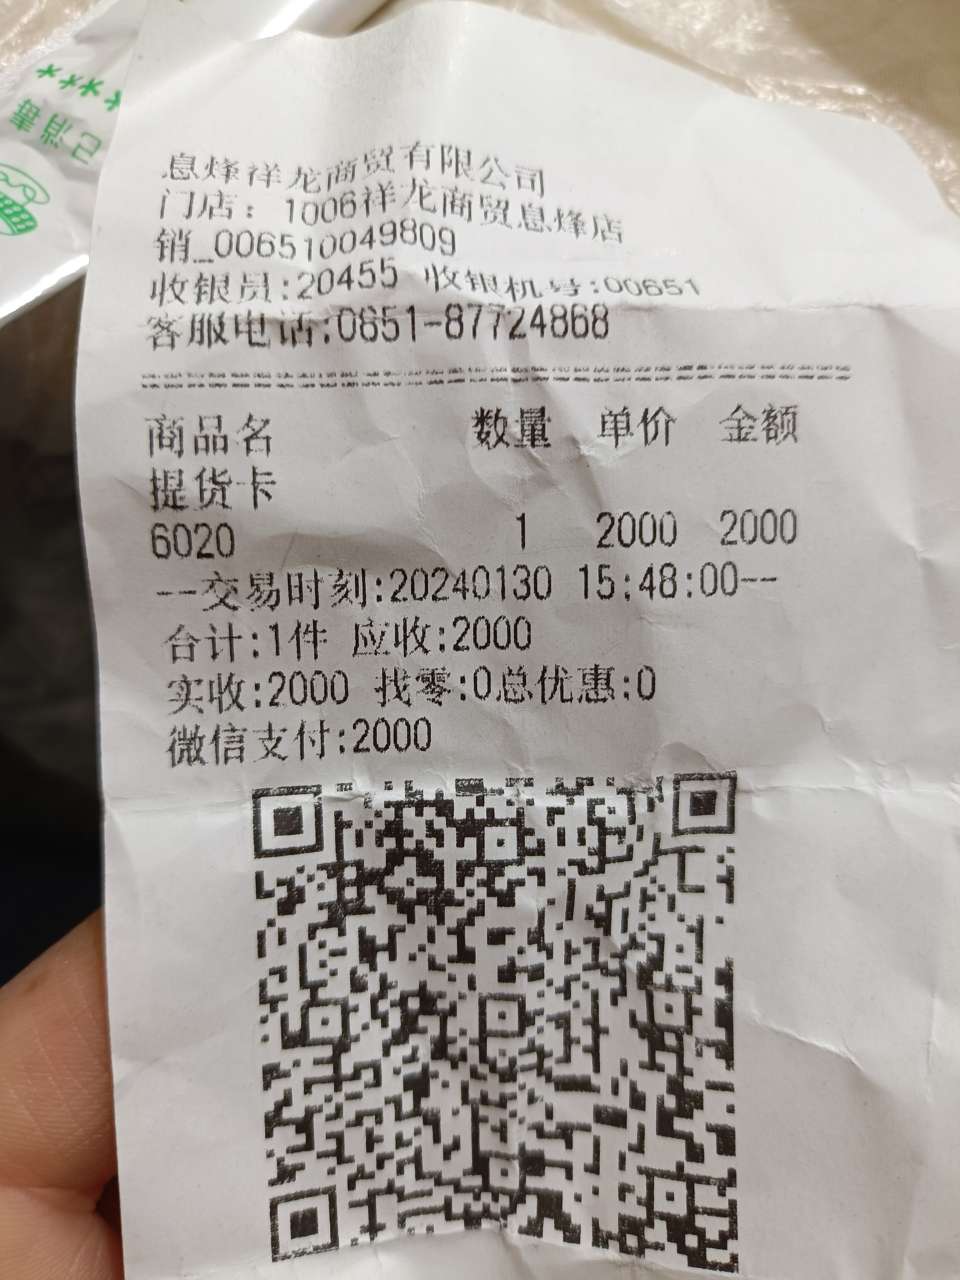 已消毒
息烽祥龙商贸有限公司
门店：1006祥龙商贸息烽店
销_006510049809
收银员:20455 收银机号:00651
客服电话:0851-87724868
商品名 数量 单价 金额
提货卡
6020 1 2000 2000
--交易时刻:20240130 15:48:00--
合计:1件 应收:2000
实收:2000 找零:0总优惠:0
微信支付:2000